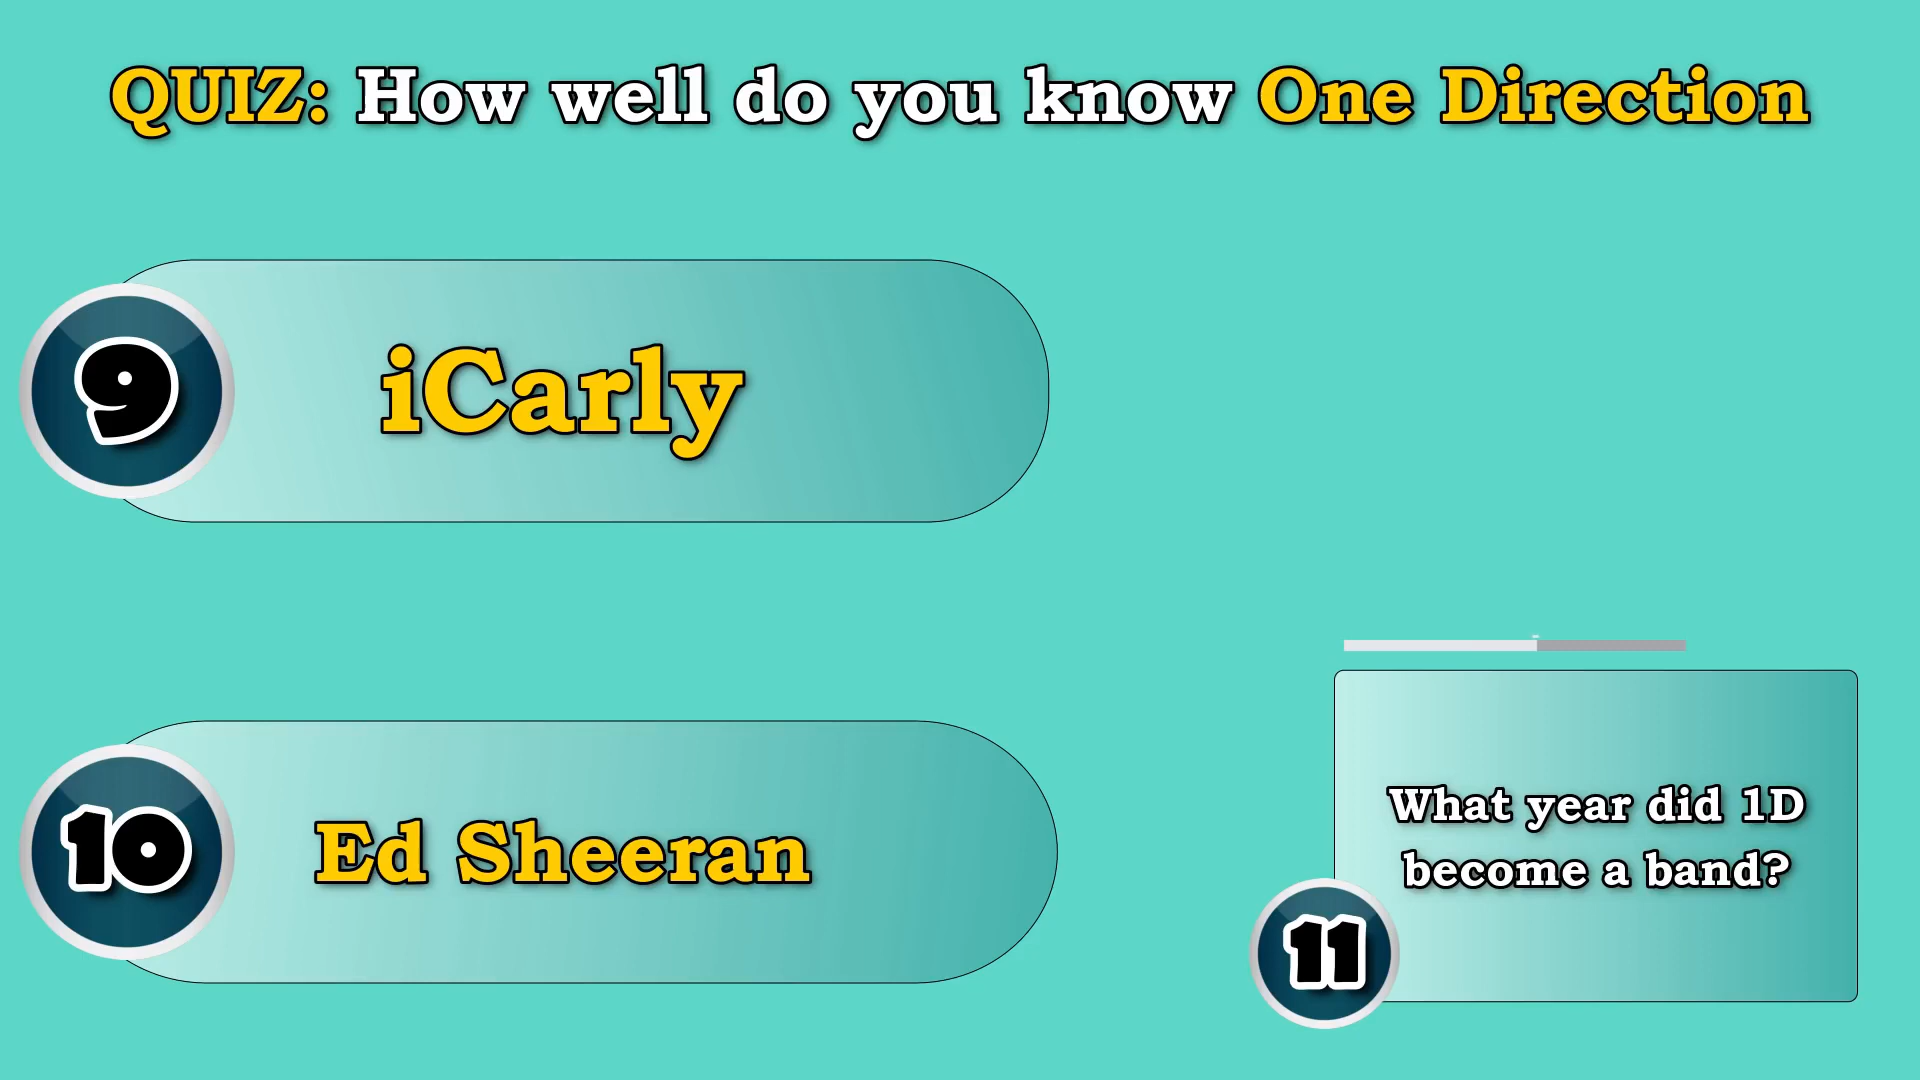 QUIZ: How well do you know One Direction
9
iCarly
10
Ed Sheeran
What year did 1D
become a band?
11